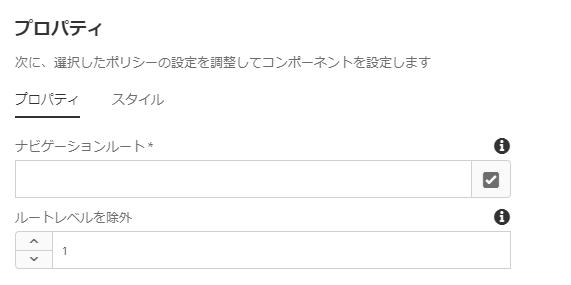 プロパティ
次に、選択したポリシーの設定を調整してコンポーネントを設定します
プロパティ スタイル
ナビゲーションルート *
ルートレベルを除外
1